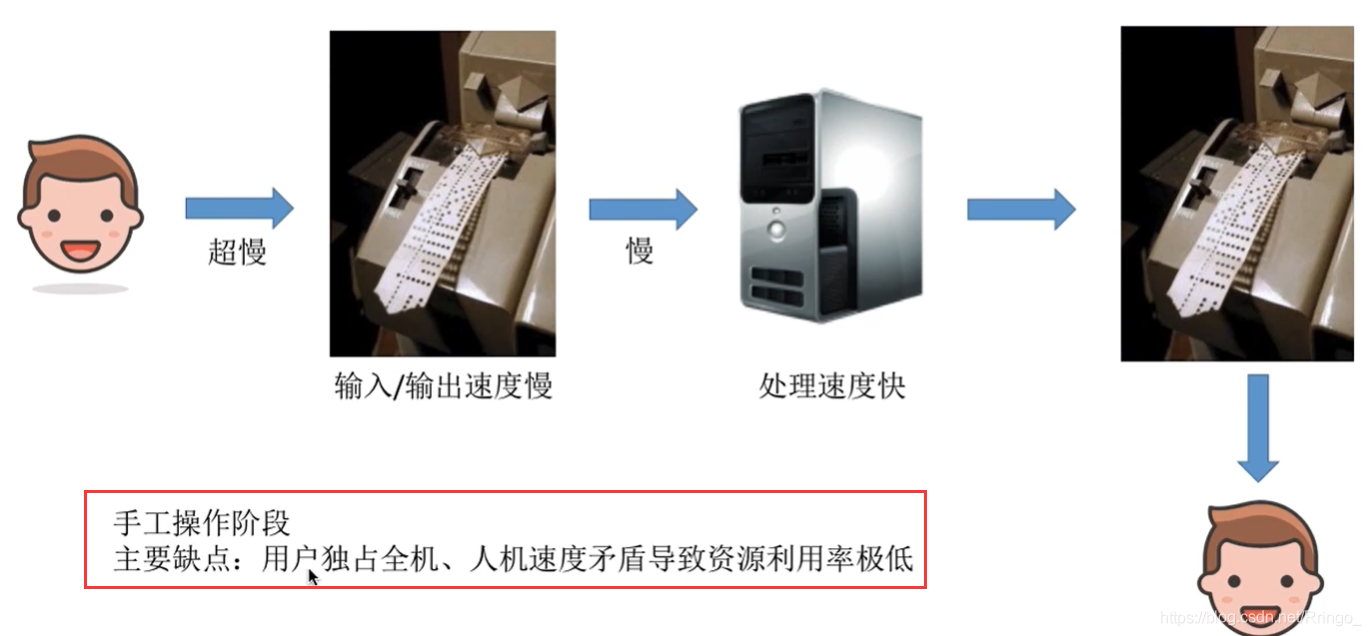 超慢
慢
输入/输出速度慢
处理速度快
手工操作阶段
主要缺点：用户独占全机、人机速度矛盾导致资源利用率极低
https://blog.csdn.net/Rringo_